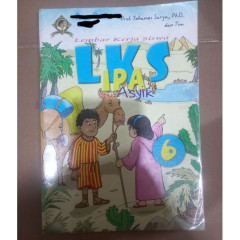 Prof. Yohanes Surya, Ph.D.
dan Tim
Lembar Kerja Siswa
LKS
IPA
Asyik
6